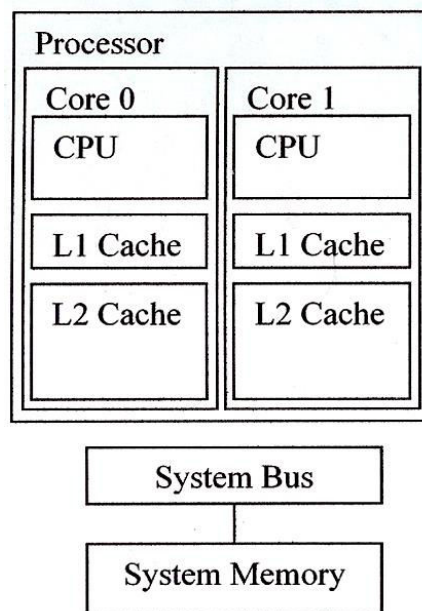 Processor
Core 0
CPU
L1 Cache
L2 Cache
Core 1
CPU
L1 Cache
L2 Cache
System Bus
System Memory